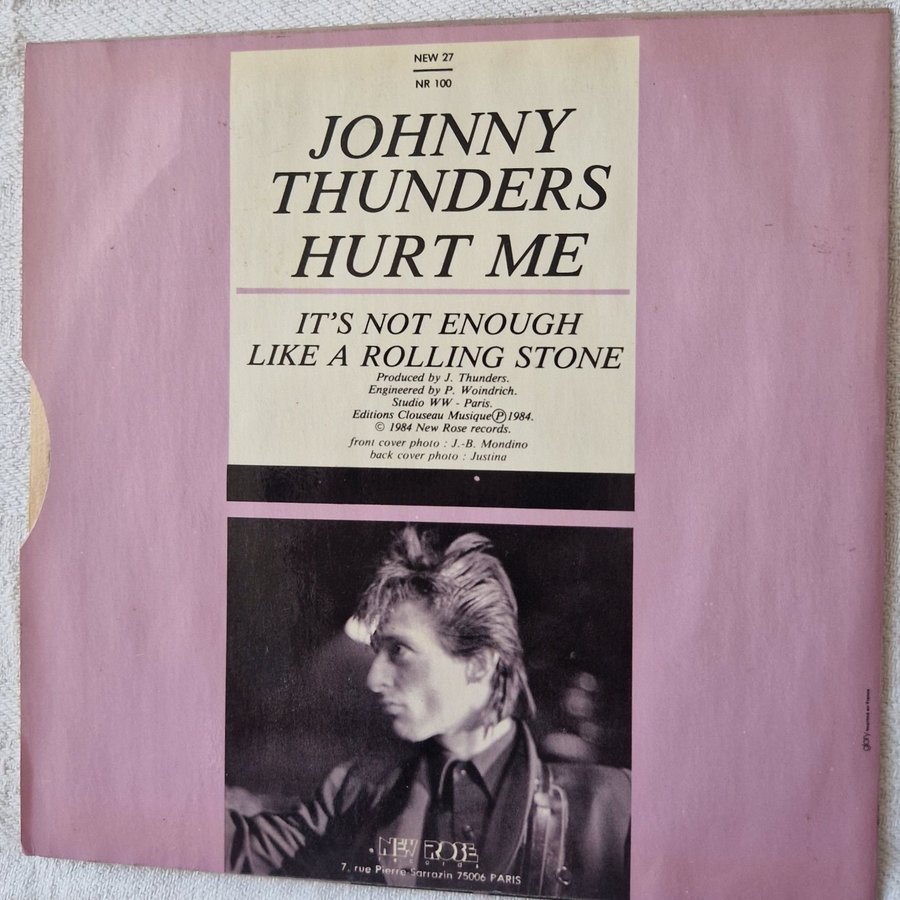 NEW 27
NR 100
JOHNNY
THUNDERS
HURT ME
IT'S NOT ENOUGH
LIKE A ROLLING STONE
Produced by J. Thunders.
Engineered by P. Woindrich.
Studio WW - Paris.
Editions Clouseau Musique Ⓟ 1984.
© 1984 New Rose records.
front cover photo : J.-B. Mondino
back cover photo : Justina
NEW ROSE
RECORDS
7, rue Pierre Sarrazin 75006 PARIS